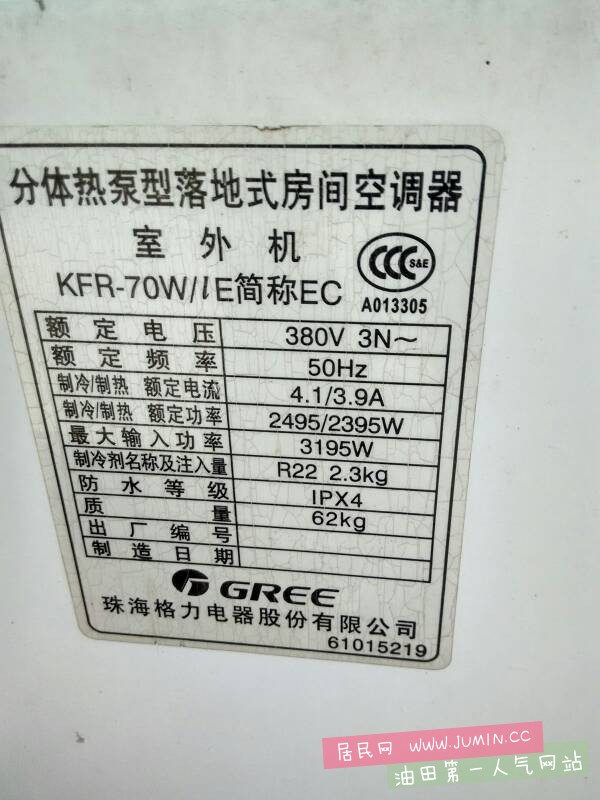 分体热泵型落地式房间空调器
室外机
KFR-70W/lE简称EC
S&E
A013305
额定电压 380V 3N～
额定频率 50Hz
制冷/制热 额定电流 4.1/3.9A
制冷/制热 额定功率 2495/2395W
最大输入功率 3195W
制冷剂名称及注入量 R22 2.3kg
防水等级 IPX4
质量 62kg
出厂编号
制造日期
GREE
珠海格力电器股份有限公司
61015219
居民网 WWW.JUMIN.CC
油田第一人气网站